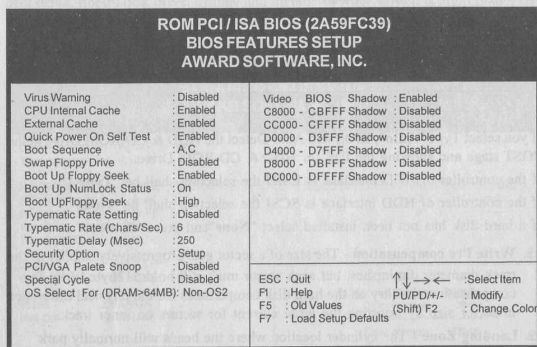 ROM PCI / ISA BIOS (2A59FC39)
BIOS FEATURES SETUP
AWARD SOFTWARE, INC.
Virus Warning : Disabled
CPU Internal Cache : Enabled
External Cache : Enabled
Quick Power On Self Test : Enabled
Boot Sequence : A,C
Swap Floppy Drive : Disabled
Boot Up Floppy Seek : Enabled
Boot Up NumLock Status : On
Boot UpFloppy Seek : High
Typematic Rate Setting : Disabled
Typematic Rate (Chars/Sec) : 6
Typematic Delay (Msec) : 250
Security Option : Setup
PCI/VGA Palete Snoop : Disabled
Special Cycle : Disabled
OS Select For (DRAM>64MB): Non-OS2
Video BIOS Shadow : Enabled
C8000 - CBFFF Shadow : Disabled
CC000 - CFFFF Shadow : Disabled
D0000 - D3FFF Shadow : Disabled
D4000 - D7FFF Shadow : Disabled
D8000 - DBFFF Shadow : Disabled
DC000 - DFFFF Shadow : Disabled
ESC : Quit
F1 : Help
F5 : Old Values
F7 : Load Setup Defaults
↑↓→← :Select Item
PU/PD/+/- : Modify
(Shift) F2 : Change Color